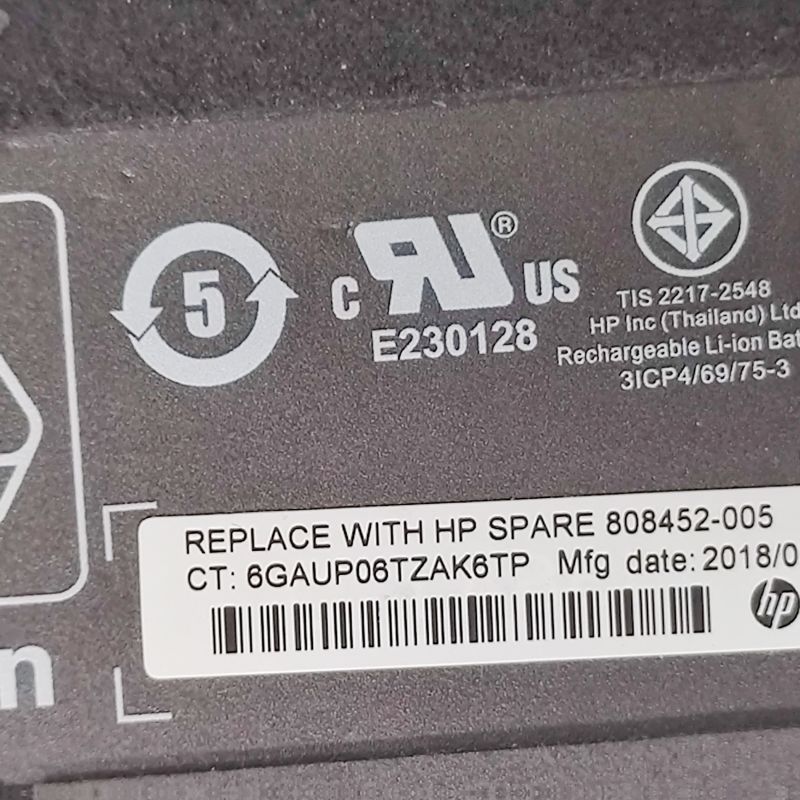 5
c RU ® US
E230128
TIS 2217-2548
HP Inc (Thailand) Ltd
Rechargeable Li-ion Bat
3ICP4/69/75-3
REPLACE WITH HP SPARE 808452-005
CT: 6GAUP06TZAK6TP Mfg date: 2018/0
hp
n